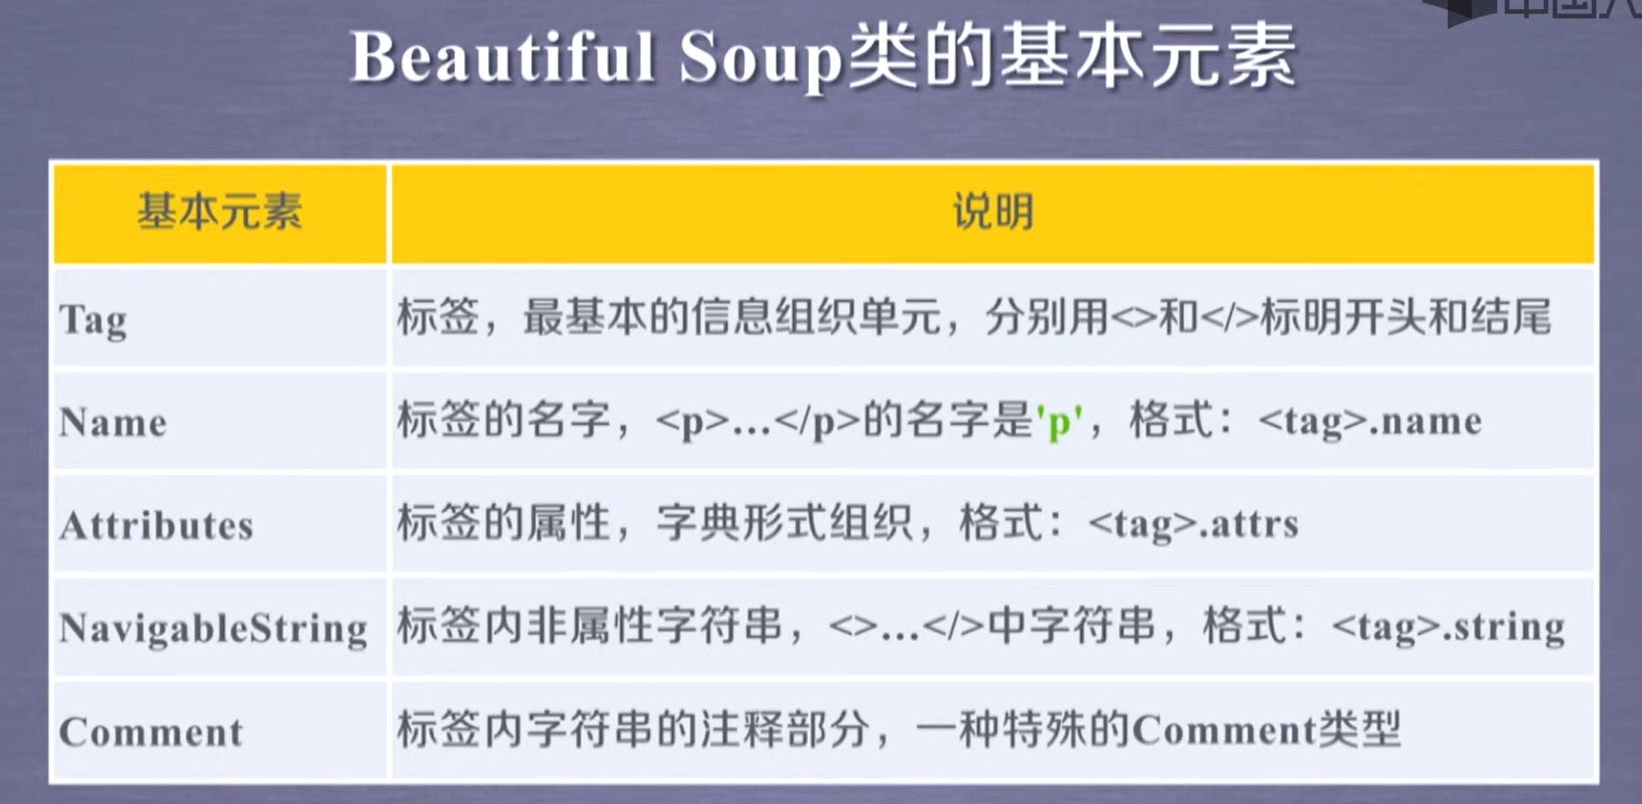 Beautiful Soup类的基本元素
基本元素
说明
Tag
标签，最基本的信息组织单元，分别用<>和</>标明开头和结尾
Name
标签的名字，<p>…</p>的名字是'p'，格式：<tag>.name
Attributes
标签的属性，字典形式组织，格式：<tag>.attrs
NavigableString
标签内非属性字符串，<>…</>中字符串，格式：<tag>.string
Comment
标签内字符串的注释部分，一种特殊的Comment类型